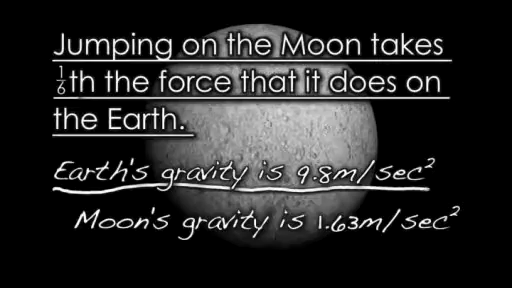 Jumping on the Moon takes
⅙th the force that it does on
the Earth.
Earth's gravity is 9.8m/sec²
Moon's gravity is 1.63m/sec²